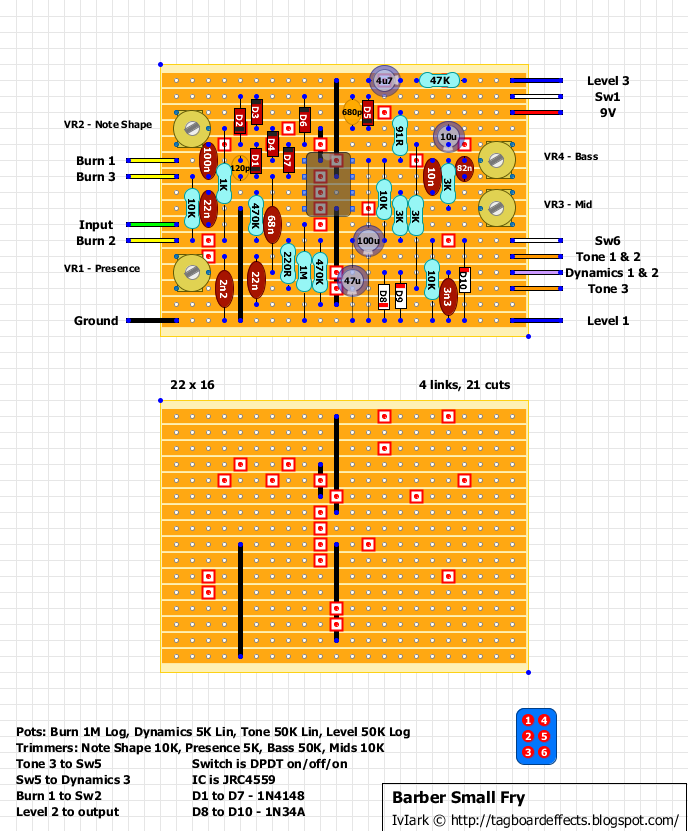 4u7
47K
Level 3
Sw1
9V
D2
D3
D6
680p
D5
VR2 - Note Shape
D4
91R
10u
100n
120p
D1
D7
VR4 - Bass
Burn 1
Burn 3
1K
10n
82n
3K
10K
22n
470K
68n
10K
3K
3K
VR3 - Mid
Input
Burn 2
100u
Sw6
Tone 1 & 2
VR1 - Presence
2n2
22n
220R
1M
470K
47u
D8
D9
10K
3n3
D10
Dynamics 1 & 2
Tone 3
Ground
Level 1
22 x 16
4 links, 21 cuts
1 4
2 5
3 6
Pots: Burn 1M Log, Dynamics 5K Lin, Tone 50K Lin, Level 50K Log
Trimmers: Note Shape 10K, Presence 5K, Bass 50K, Mids 10K
Tone 3 to Sw5 Switch is DPDT on/off/on
Sw5 to Dynamics 3 IC is JRC4559
Burn 1 to Sw2 D1 to D7 - 1N4148
Level 2 to output D8 to D10 - 1N34A
Barber Small Fry
IvIark © http://tagboardeffects.blogspot.com/